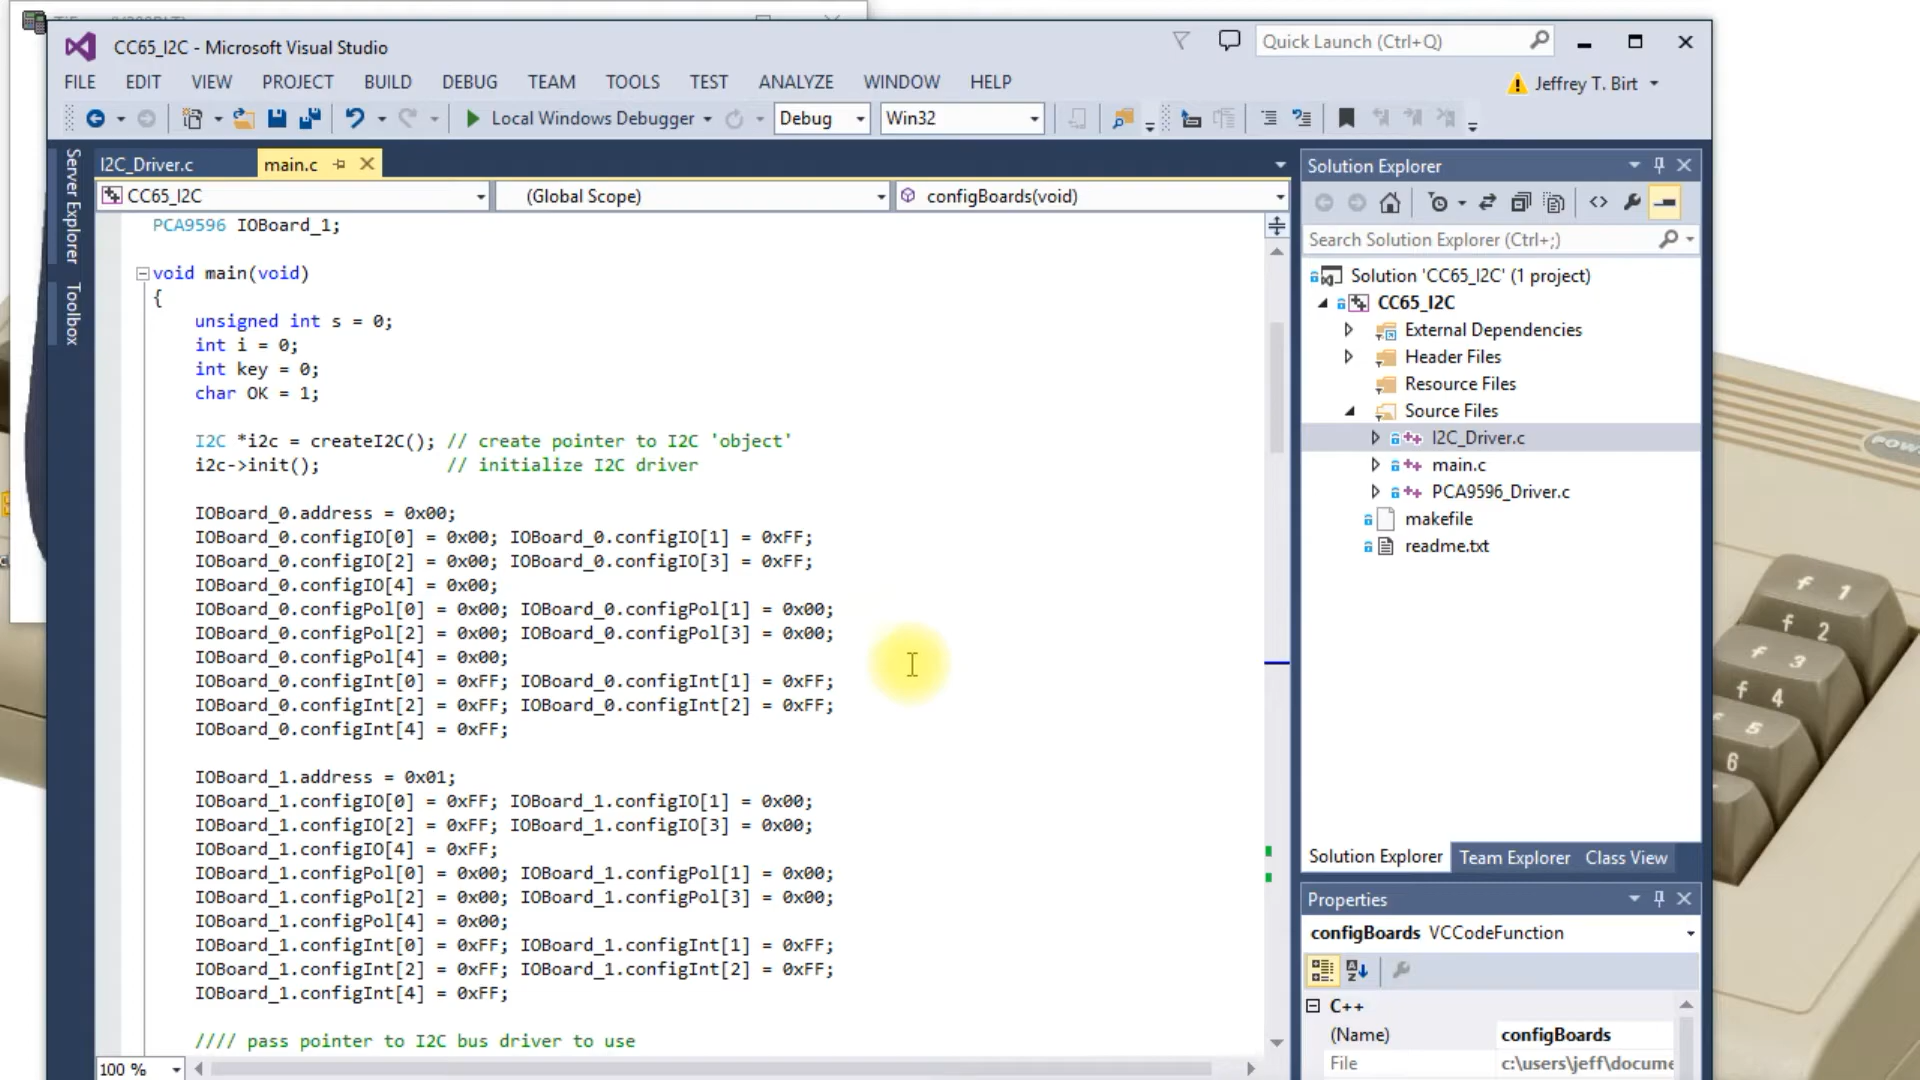 CC65_I2C - Microsoft Visual Studio
Quick Launch (Ctrl+Q)
FILE EDIT VIEW PROJECT BUILD DEBUG TEAM TOOLS TEST ANALYZE WINDOW HELP
Jeffrey T. Birt
Local Windows Debugger
Debug
Win32
Server Explorer
Toolbox
I2C_Driver.c
main.c
CC65_I2C
(Global Scope)
configBoards(void)
PCA9596 IOBoard_1;
void main(void)
{
unsigned int s = 0;
int i = 0;
int key = 0;
char OK = 1;
I2C *i2c = createI2C(); // create pointer to I2C 'object'
i2c->init(); // initialize I2C driver
IOBoard_0.address = 0x00;
IOBoard_0.configIO[0] = 0x00; IOBoard_0.configIO[1] = 0xFF;
IOBoard_0.configIO[2] = 0x00; IOBoard_0.configIO[3] = 0xFF;
IOBoard_0.configIO[4] = 0x00;
IOBoard_0.configPol[0] = 0x00; IOBoard_0.configPol[1] = 0x00;
IOBoard_0.configPol[2] = 0x00; IOBoard_0.configPol[3] = 0x00;
IOBoard_0.configPol[4] = 0x00;
IOBoard_0.configInt[0] = 0xFF; IOBoard_0.configInt[1] = 0xFF;
IOBoard_0.configInt[2] = 0xFF; IOBoard_0.configInt[2] = 0xFF;
IOBoard_0.configInt[4] = 0xFF;
IOBoard_1.address = 0x01;
IOBoard_1.configIO[0] = 0xFF; IOBoard_1.configIO[1] = 0x00;
IOBoard_1.configIO[2] = 0xFF; IOBoard_1.configIO[3] = 0x00;
IOBoard_1.configIO[4] = 0xFF;
IOBoard_1.configPol[0] = 0x00; IOBoard_1.configPol[1] = 0x00;
IOBoard_1.configPol[2] = 0x00; IOBoard_1.configPol[3] = 0x00;
IOBoard_1.configPol[4] = 0x00;
IOBoard_1.configInt[0] = 0xFF; IOBoard_1.configInt[1] = 0xFF;
IOBoard_1.configInt[2] = 0xFF; IOBoard_1.configInt[2] = 0xFF;
IOBoard_1.configInt[4] = 0xFF;
//// pass pointer to I2C bus driver to use
100 %
Solution Explorer
Search Solution Explorer (Ctrl+;)
Solution 'CC65_I2C' (1 project)
CC65_I2C
External Dependencies
Header Files
Resource Files
Source Files
I2C_Driver.c
main.c
PCA9596_Driver.c
makefile
readme.txt
Solution Explorer Team Explorer Class View
Properties
configBoards VCCodeFunction
C++
(Name) configBoards
File c:\users\jeff\docume
f 1
f 2
f 3
f 4
f 5
6